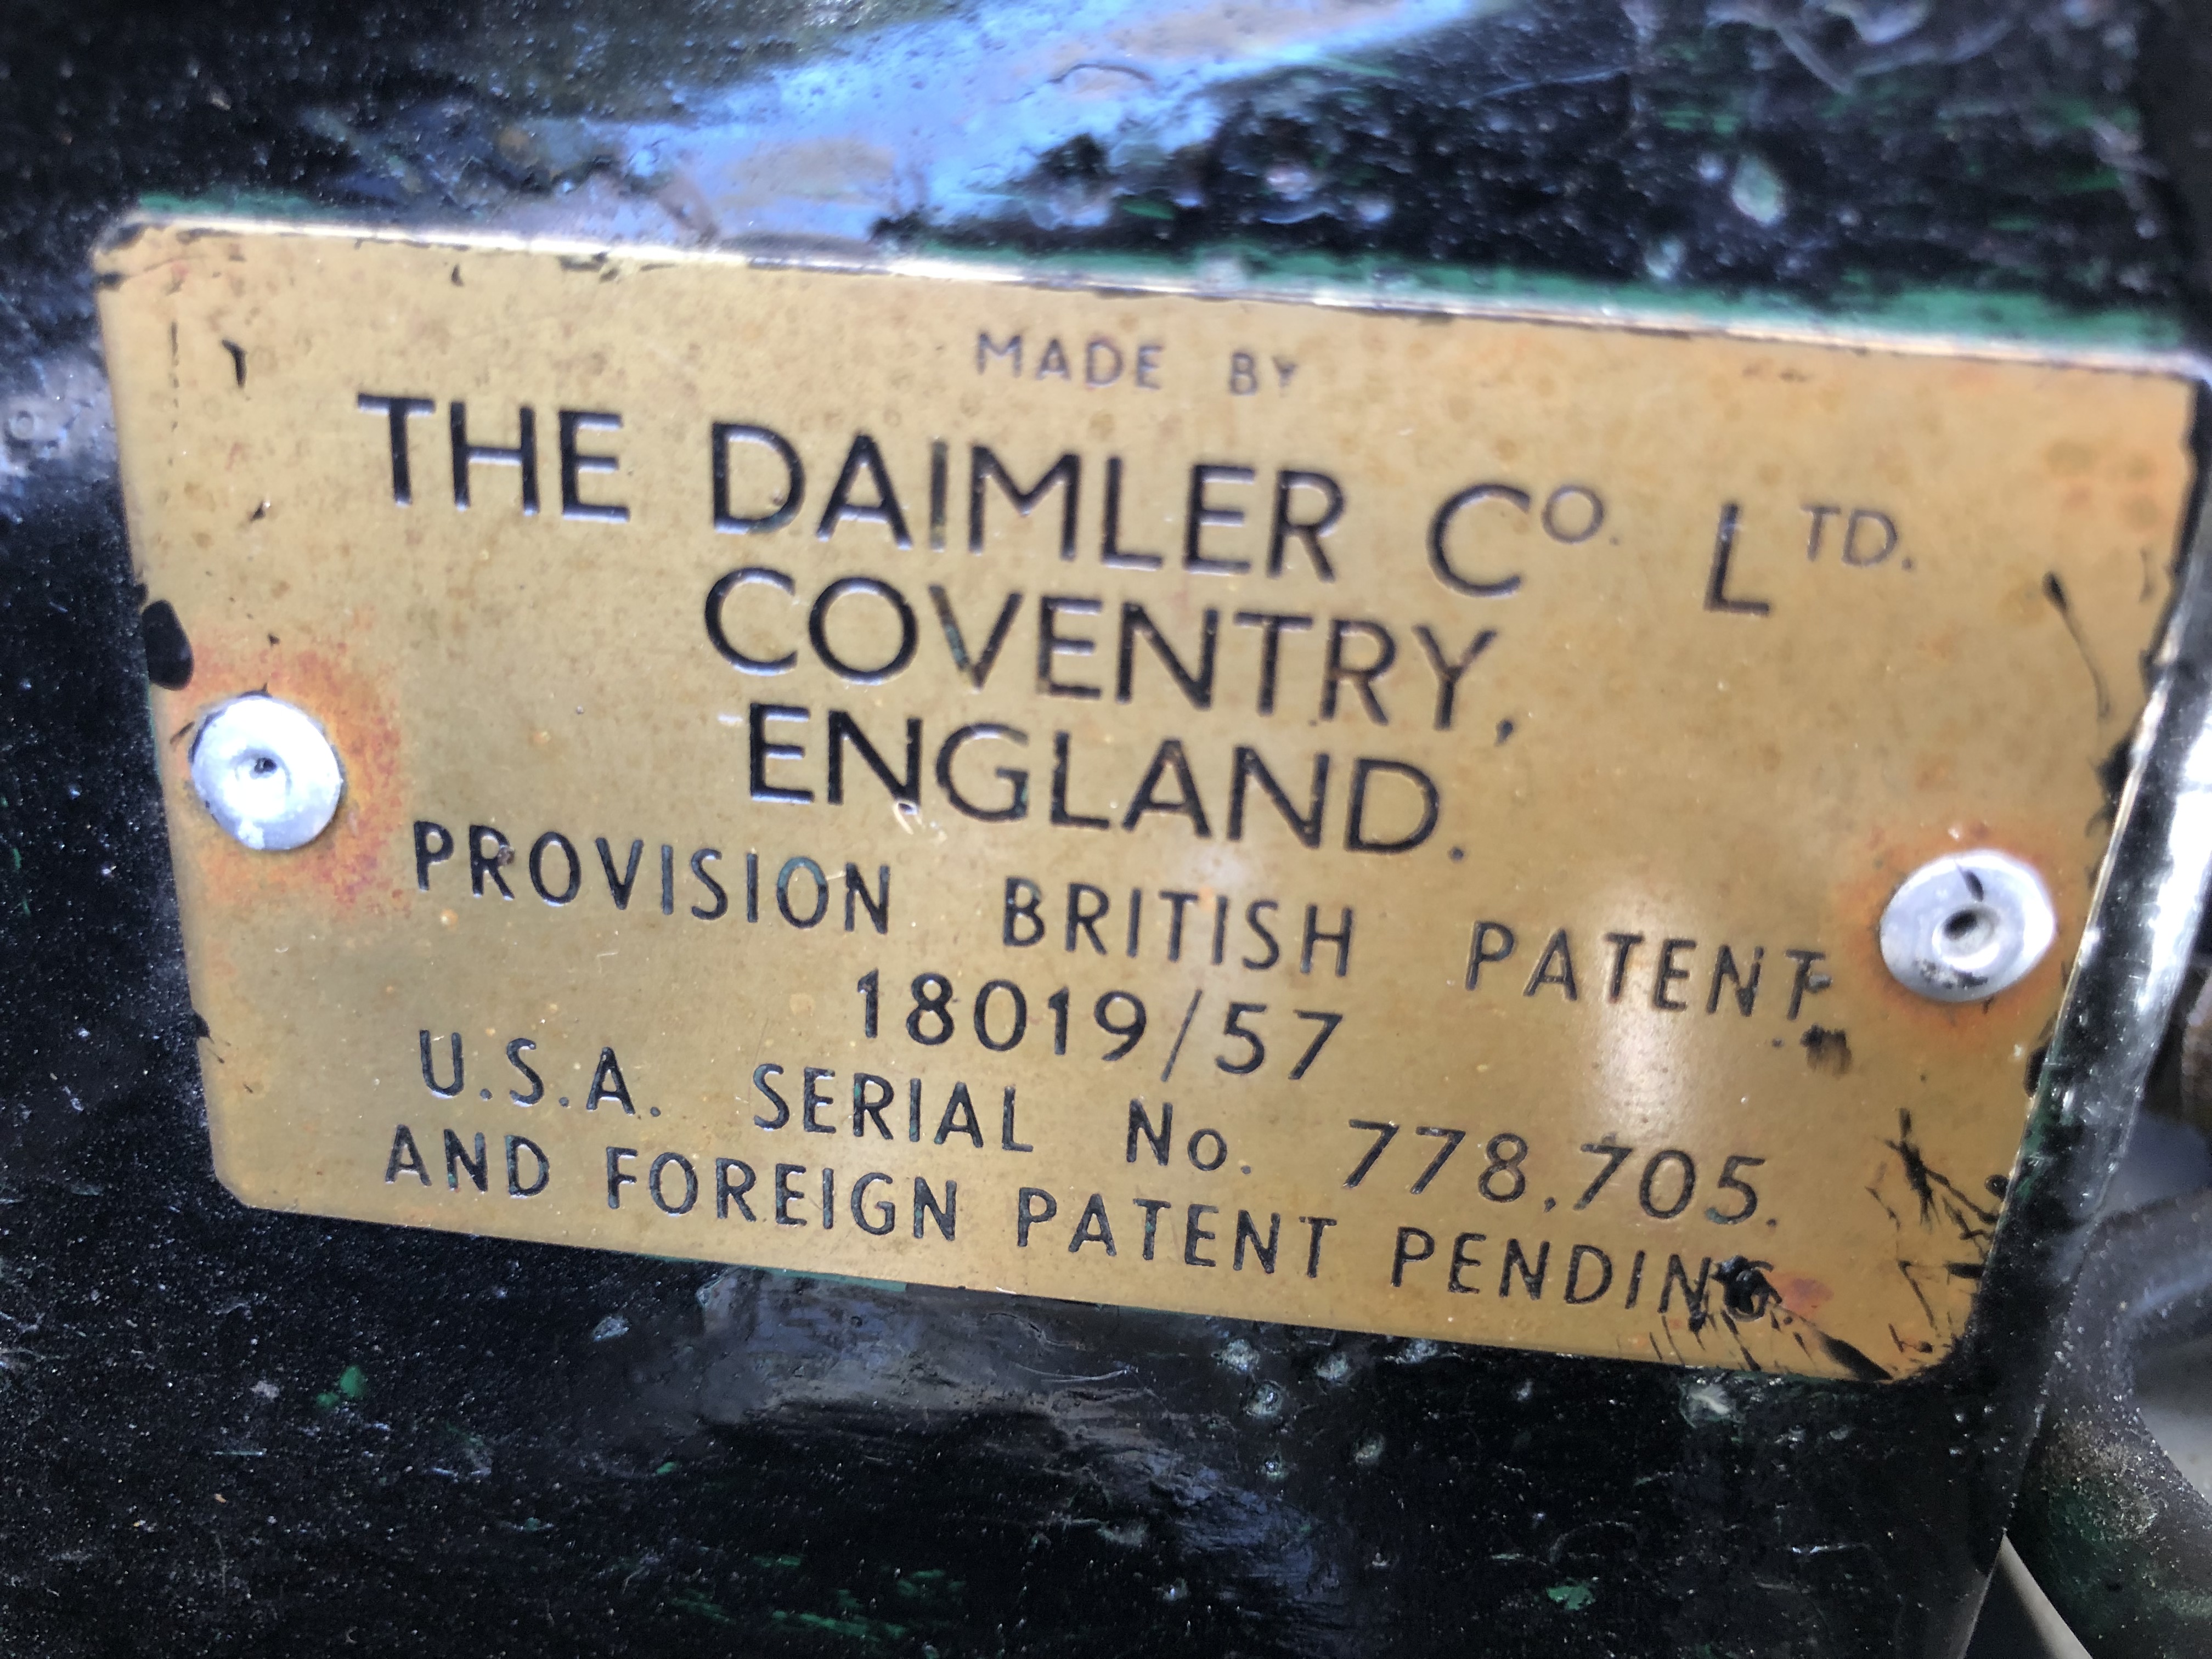 MADE BY
THE DAIMLER Co. LTD.
COVENTRY,
ENGLAND.
PROVISION BRITISH PATENT
18019/57
U.S.A. SERIAL No. 778,705.
AND FOREIGN PATENT PENDING